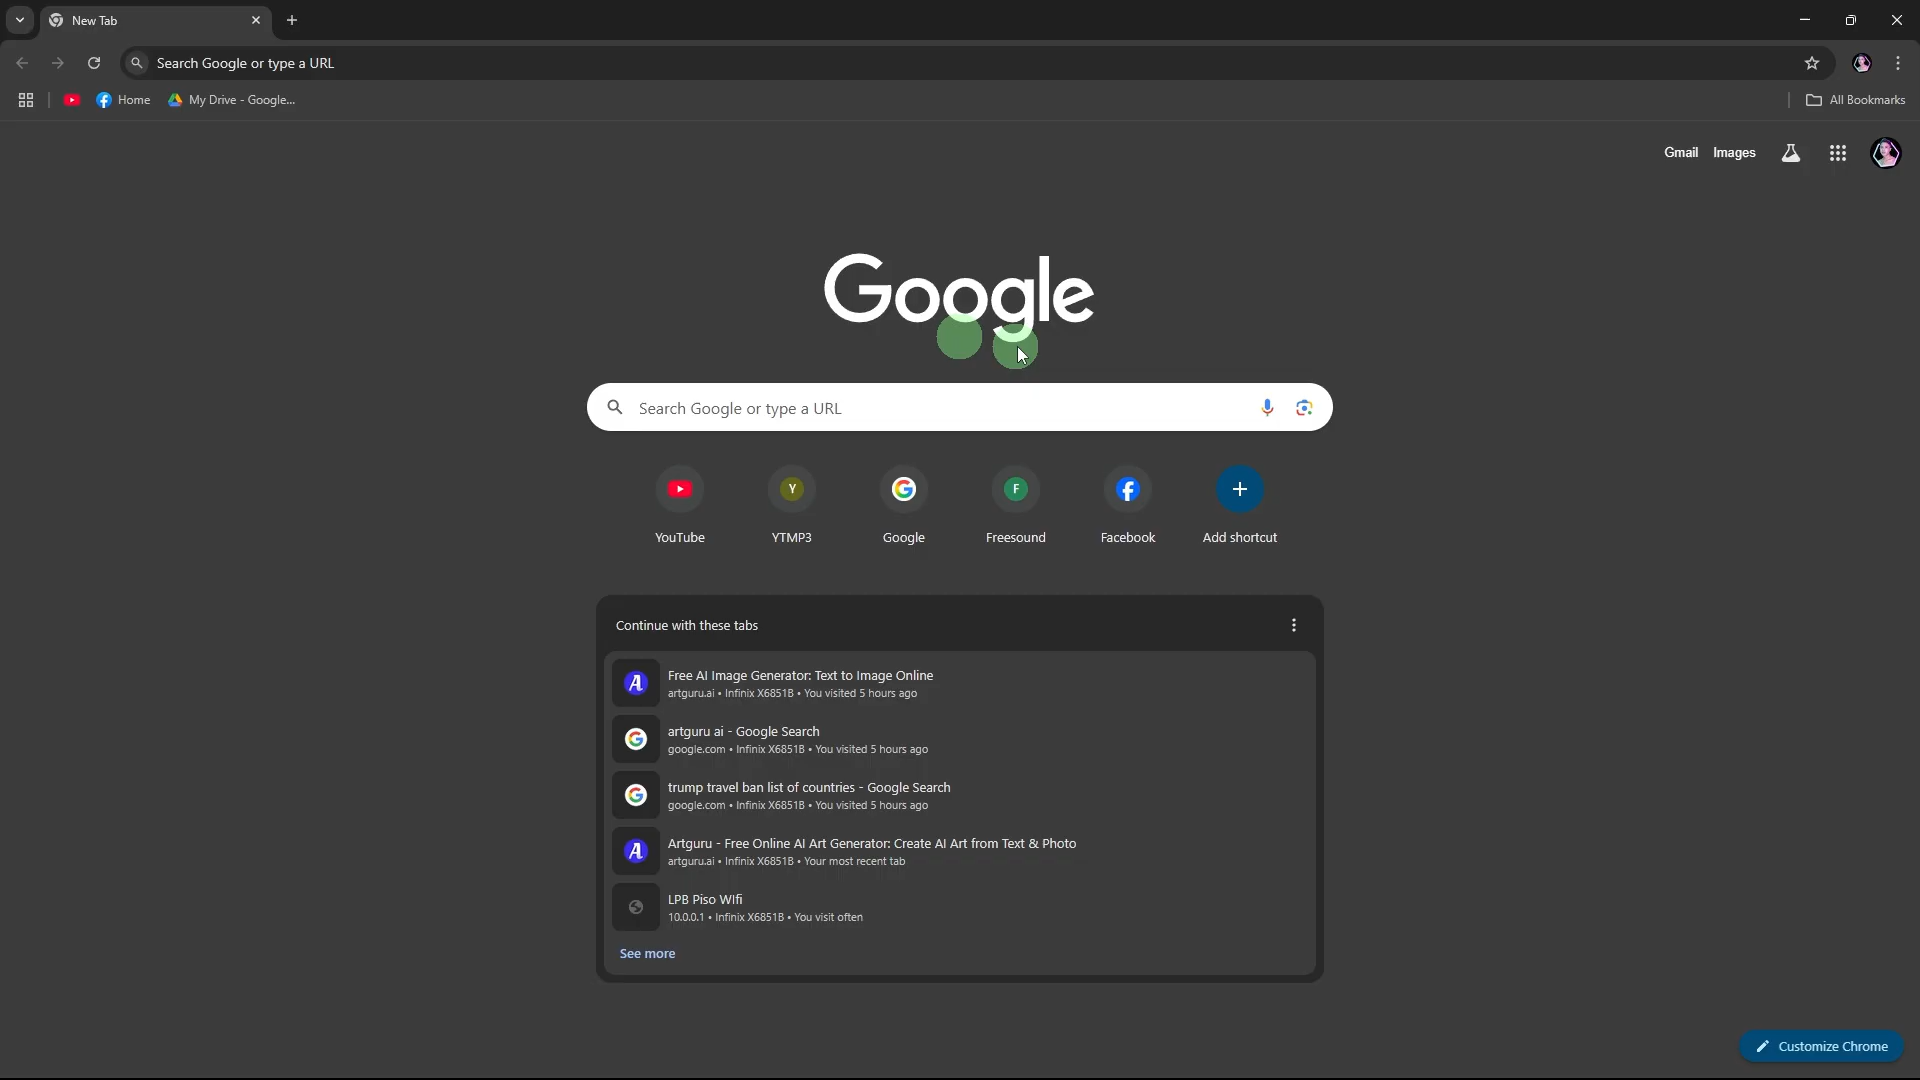 New Tab
Search Google or type a URL
Home
My Drive - Google...
All Bookmarks
Gmail Images
Google
Search Google or type a URL
Y
F
YouTube
YTMP3
Google
Freesound
Facebook
Add shortcut
Continue with these tabs
Free AI Image Generator: Text to Image Online
artguru.ai • Infinix X6851B • You visited 5 hours ago
artguru ai - Google Search
google.com • Infinix X6851B • You visited 5 hours ago
trump travel ban list of countries - Google Search
google.com • Infinix X6851B • You visited 5 hours ago
Artguru - Free Online AI Art Generator: Create AI Art from Text & Photo
artguru.ai • Infinix X6851B • Your most recent tab
LPB Piso WIfi
10.0.0.1 • Infinix X6851B • You visit often
See more
Customize Chrome